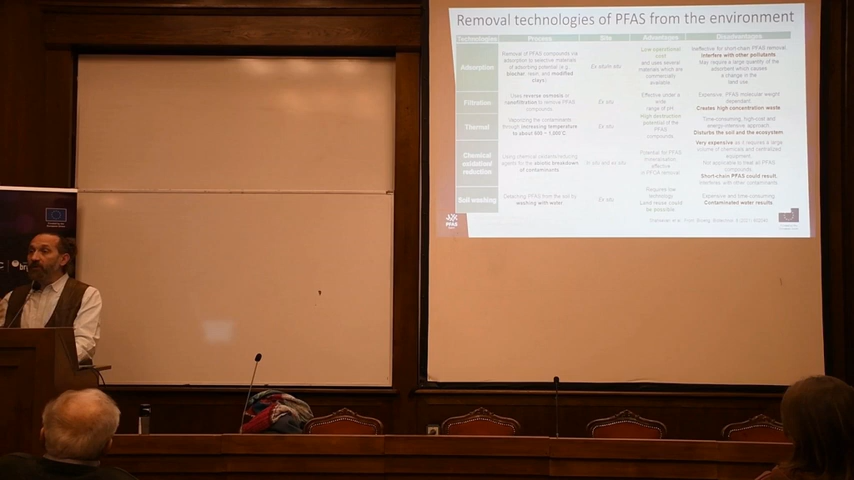 Removal technologies of PFAS from the environment
Technologies Process Site Advantages Disadvantages
Adsorption
Removal of PFAS compounds via
adsorption to selective materials
of adsorbing potential (e.g.
biochar, resin, and modified
clays).
Ex situ/in situ
Low operational
cost
and uses several
materials which are
commercially
available.
Ineffective for short-chain PFAS removal.
Interfere with other pollutants
May require a large quantity of the
adsorbent which causes
a change in the
land use.
Filtration
Uses reverse osmosis or
nanofiltration to remove PFAS
compounds.
Ex situ
Effective under a
wide
range of pH.
Expensive, PFAS molecular weight
dependent.
Creates high concentration waste
Thermal
Vaporizing the contaminants
through increasing temperature
to about 600 – 1,000°C.
Ex situ
High destruction
potential of the
PFAS
compounds.
Time-consuming, high-cost and
energy-intensive approach.
Disturbs the soil and the ecosystem.
Chemical
oxidation/
reduction
Using chemical oxidants/reducing
agents for the abiotic breakdown
of contaminants.
In situ and ex situ
Potential for PFAS
mineralisation,
effective
in PFCA removal.
Very expensive as it requires a large
volume of chemicals and centralized
equipment.
Not applicable to treat all PFAS
compounds.
Short-chain PFAS could result.
Interferes with other contaminants.
Soil washing
Detaching PFAS from the soil by
washing with water.
Ex situ
Required low
technology.
Land reuse could
be possible.
Expensive and time-consuming.
Contaminated water results.
PFAS